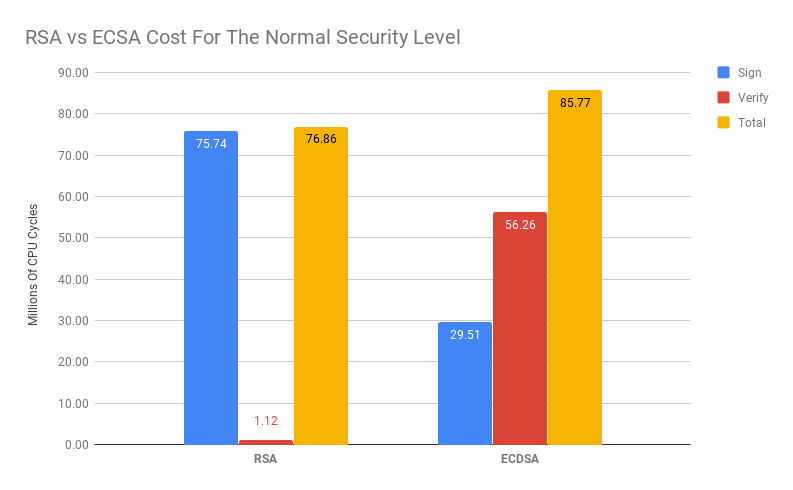 RSA vs ECSA Cost For The Normal Security Level
Sign
Verify
Total
Millions Of CPU Cycles
90.00
80.00
70.00
60.00
50.00
40.00
30.00
20.00
10.00
0.00
75.74
1.12
76.86
29.51
56.26
85.77
RSA
ECDSA